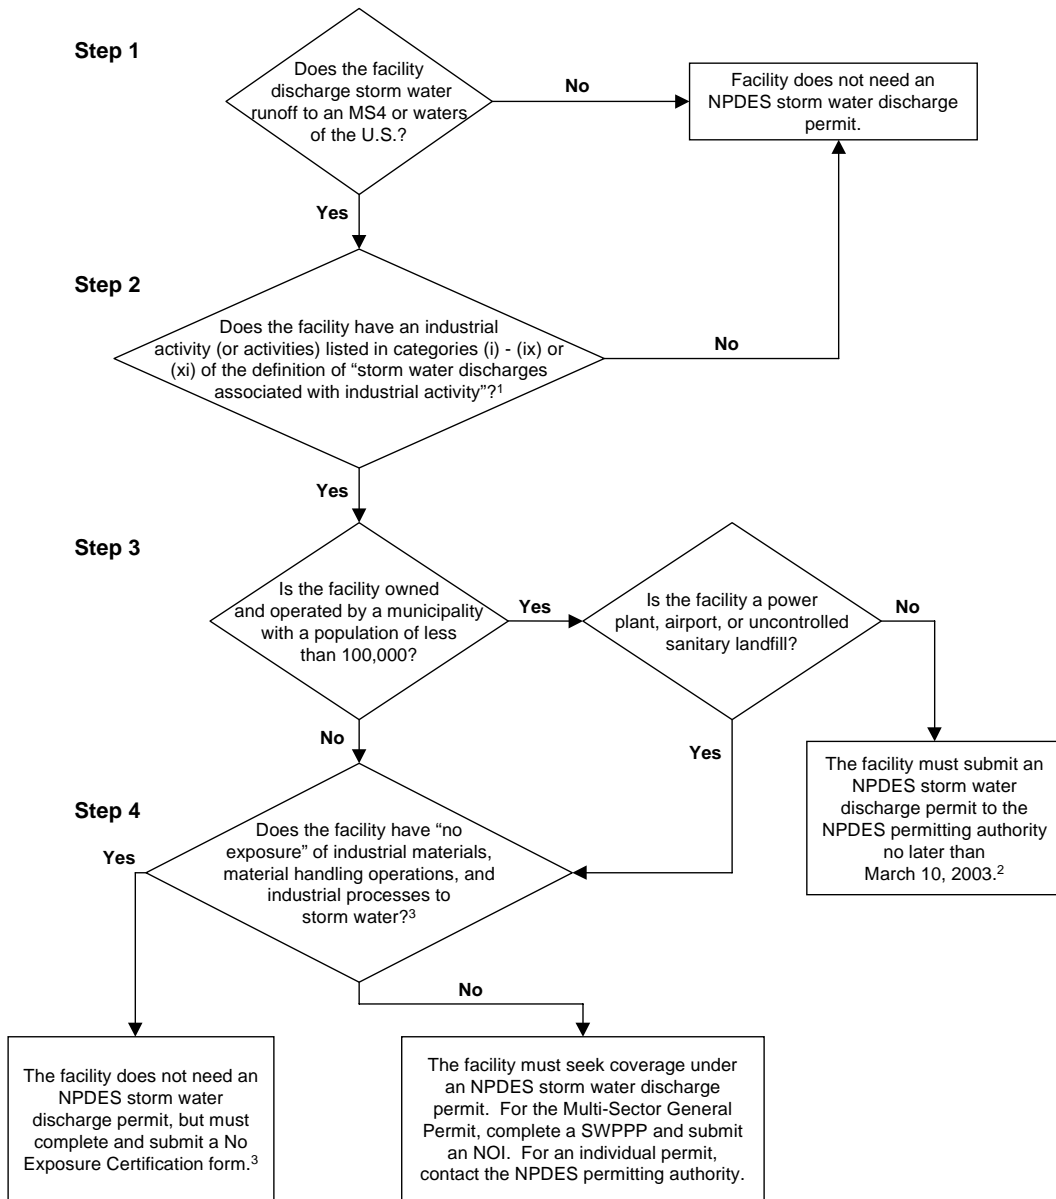 Step 1
Does the facility
discharge storm water
runoff to an MS4 or waters
of the U.S.?
No
Facility does not need an
NPDES storm water discharge
permit.
Yes
Step 2
Does the facility have an industrial
activity (or activities) listed in categories (i) - (ix) or
(xi) of the definition of “storm water discharges
associated with industrial activity”?¹
No
Yes
Step 3
Is the facility owned
and operated by a municipality
with a population of less
than 100,000?
Yes
Is the facility a power
plant, airport, or uncontrolled
sanitary landfill?
No
No
Yes
The facility must submit an
NPDES storm water
discharge permit to the
NPDES permitting authority
no later than
March 10, 2003.²
Step 4
Does the facility have “no
exposure” of industrial materials,
material handling operations, and
industrial processes to
storm water?³
Yes
No
The facility does not need an
NPDES storm water
discharge permit, but must
complete and submit a No
Exposure Certification form.³
The facility must seek coverage under
an NPDES storm water discharge
permit. For the Multi-Sector General
Permit, complete a SWPPP and submit
an NOI. For an individual permit,
contact the NPDES permitting authority.